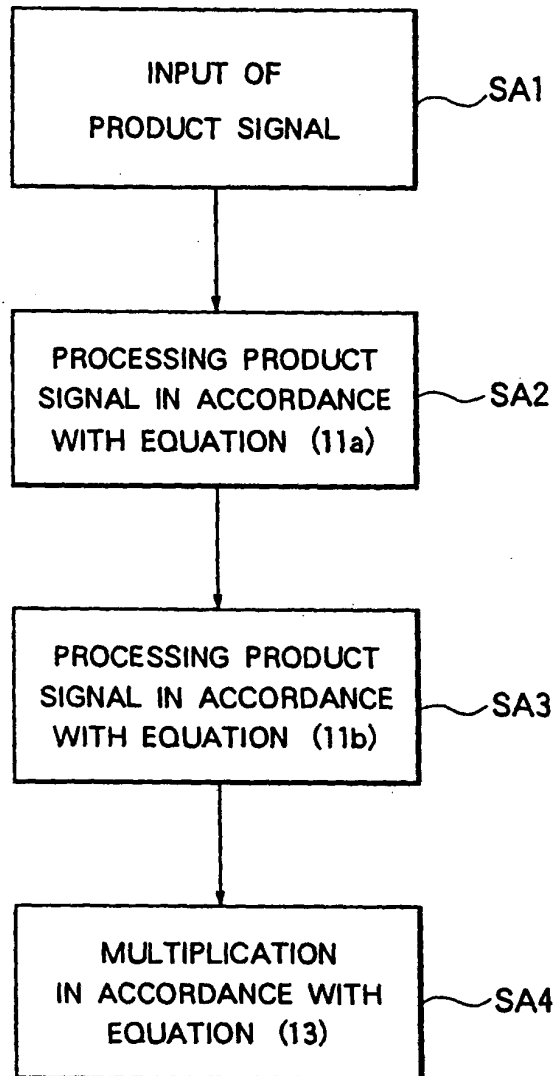 INPUT OF
PRODUCT SIGNAL
SA1
PROCESSING PRODUCT
SIGNAL IN ACCORDANCE
WITH EQUATION (11a)
SA2
PROCESSING PRODUCT
SIGNAL IN ACCORDANCE
WITH EQUATION (11b)
SA3
MULTIPLICATION
IN ACCORDANCE WITH
EQUATION (13)
SA4